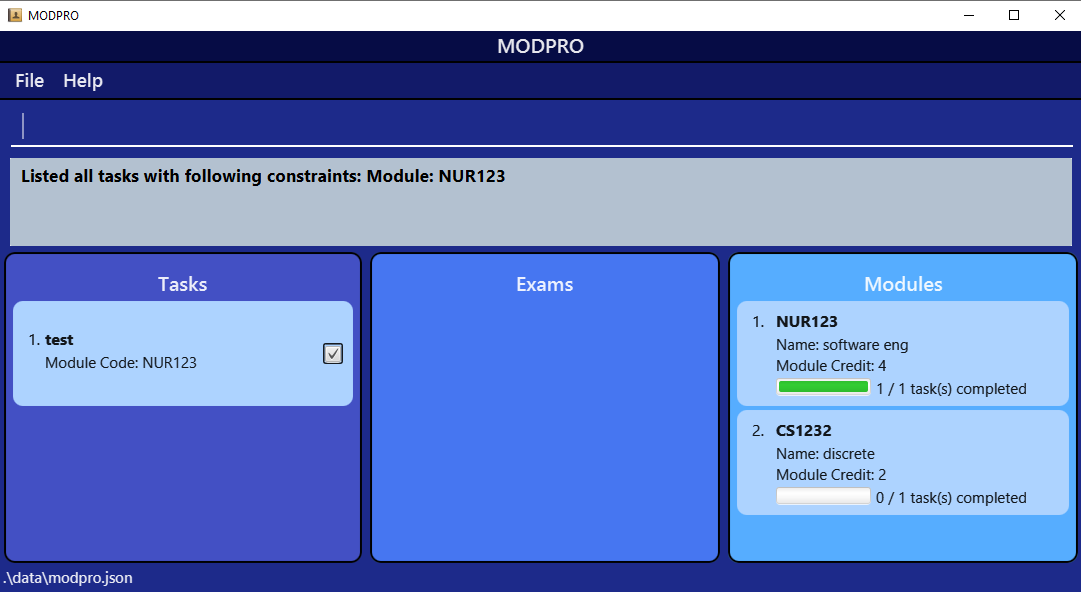 MODPRO
MODPRO
File Help
Listed all tasks with following constraints: Module: NUR123
Tasks
1. test
Module Code: NUR123
Exams
Modules
1. NUR123
Name: software eng
Module Credit: 4
1 / 1 task(s) completed
2. CS1232
Name: discrete
Module Credit: 2
0 / 1 task(s) completed
.\data\modpro.json